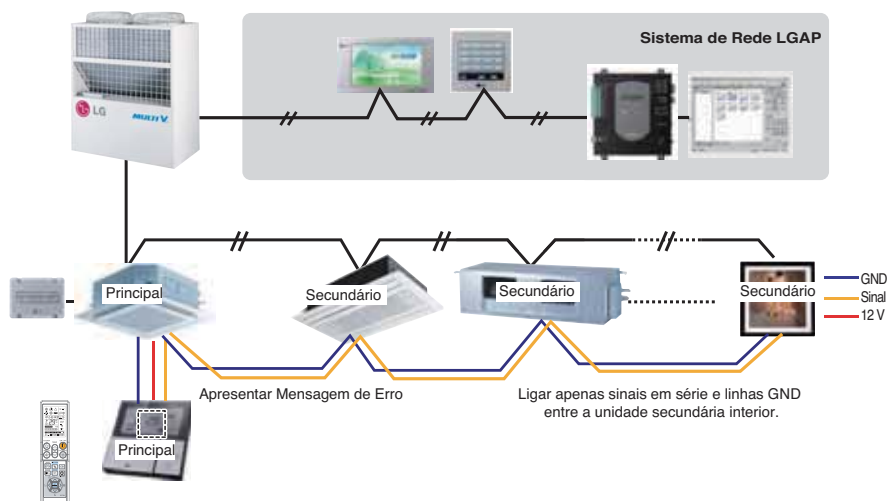 Sistema de Rede LGAP
LG
MULTI V
Principal
Secundário
Secundário
Secundário
GND
Sinal
12 V
Apresentar Mensagem de Erro
Ligar apenas sinais em série e linhas GND
entre a unidade secundária interior.
Principal